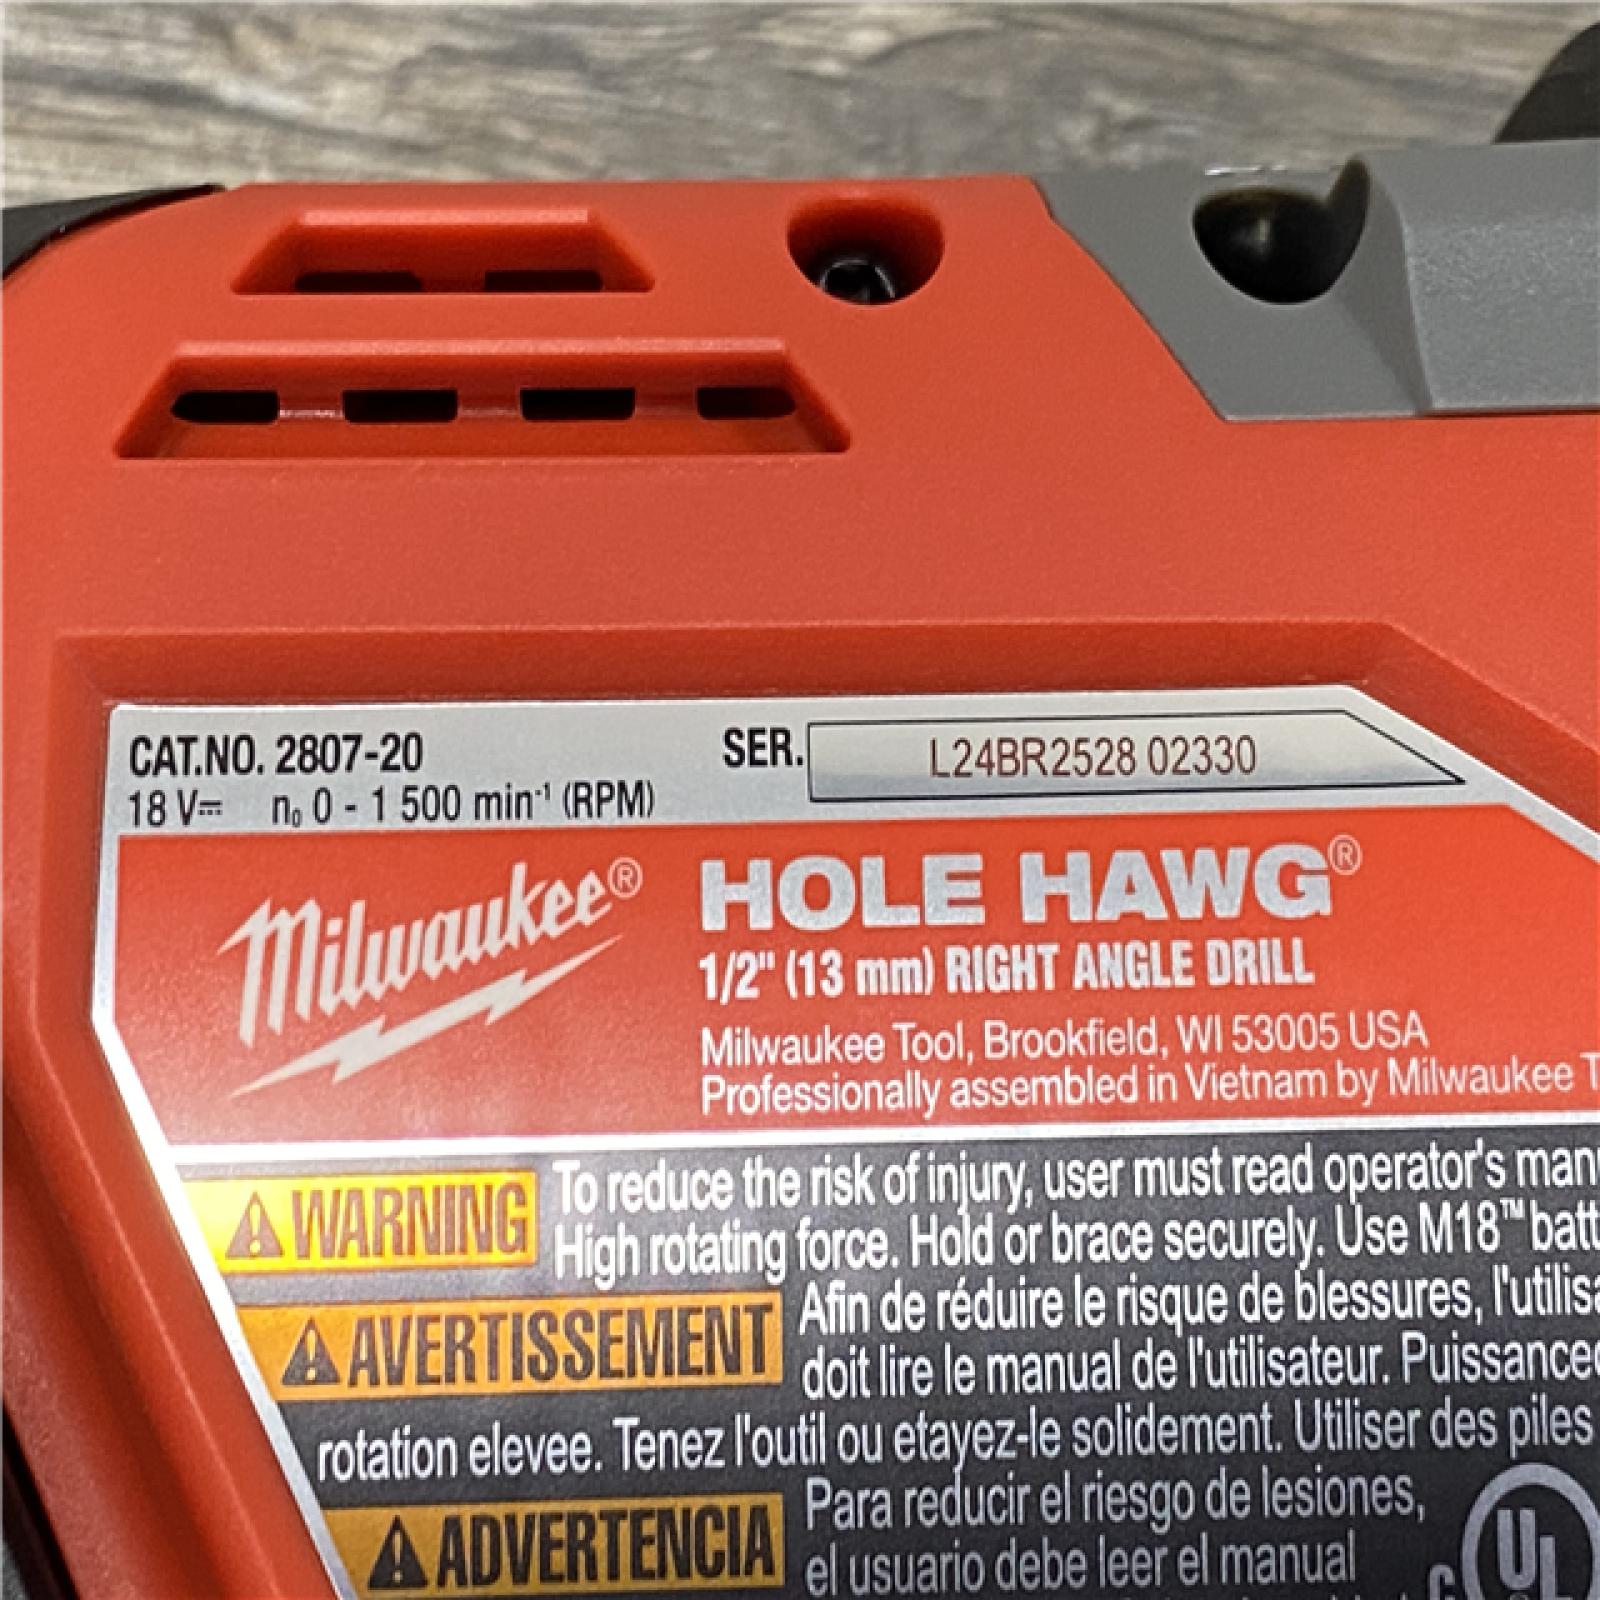 CAT.NO. 2807-20
SER. L24BR2528 02330
18 V⎓ n₀ 0 - 1 500 min⁻¹ (RPM)
Milwaukee®
HOLE HAWG®
1/2" (13 mm) RIGHT ANGLE DRILL
Milwaukee Tool, Brookfield, WI 53005 USA
Professionally assembled in Vietnam by Milwaukee
⚠WARNING To reduce the risk of injury, user must read operator's
High rotating force. Hold or brace securely. Use M18™
⚠AVERTISSEMENT Afin de réduire le risque de blessures,
doit lire le manual de l'utilisateur.
rotation elevee. Tenez l'outil ou etayez-le solidement. Utiliser des piles
⚠ADVERTENCIA Para reducir el riesgo de lesiones,
el usuario debe leer el manual
C UL